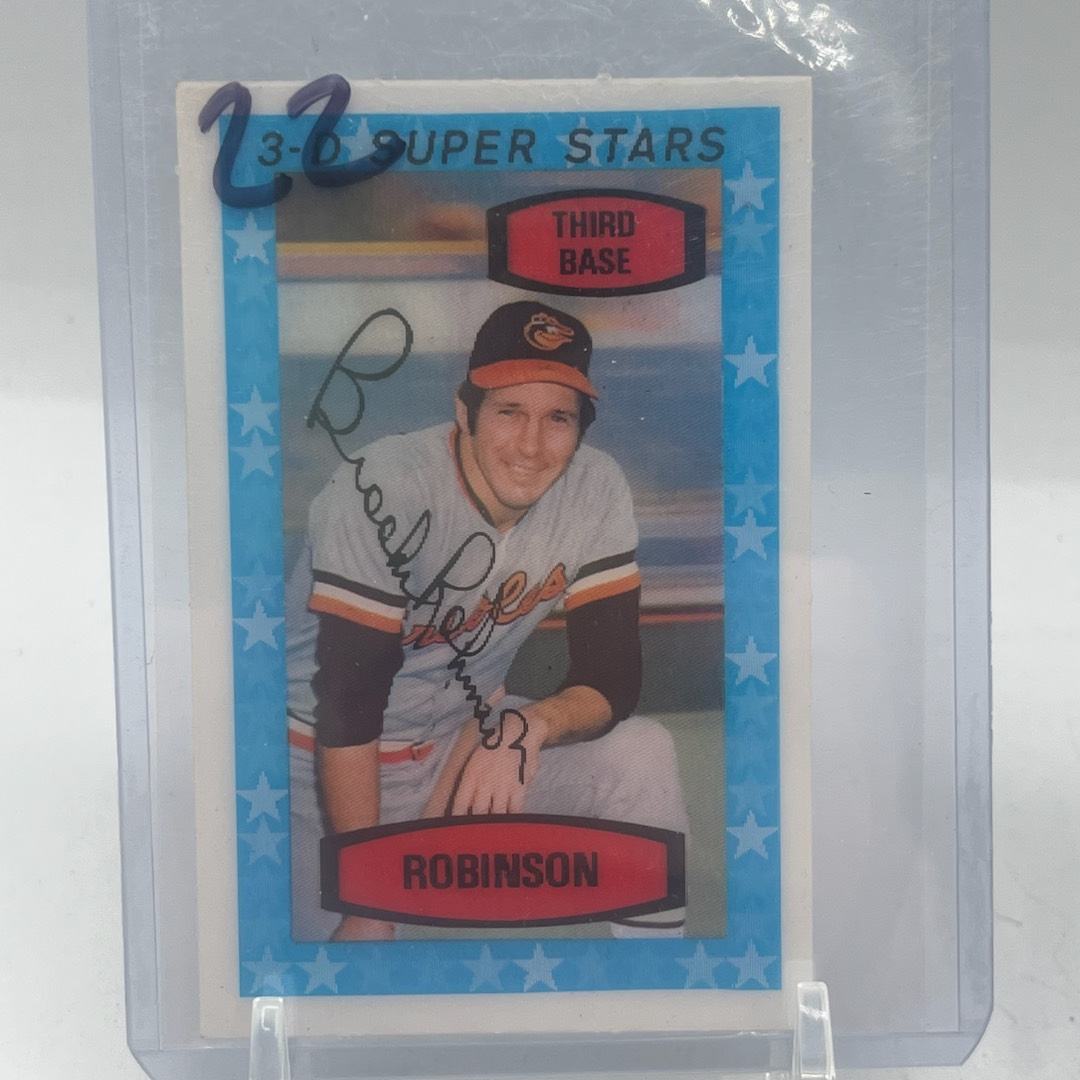 22
3-D SUPER STARS
THIRD
BASE
Brooks Robinson
Orioles
ROBINSON